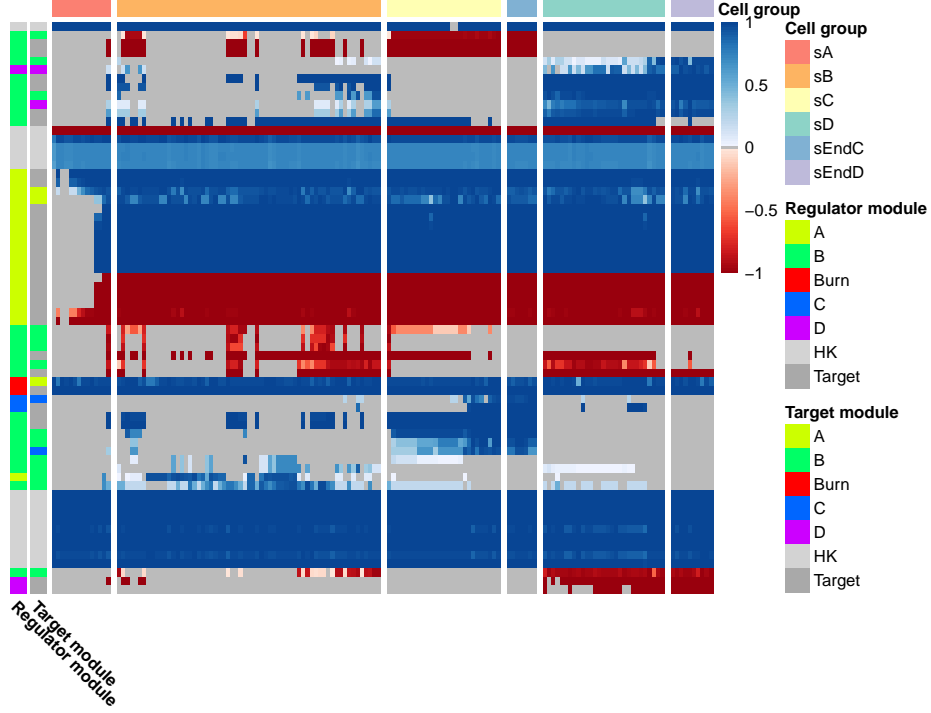 Cell group
1
0.5
0
−0.5
−1
Cell group
sA
sB
sC
sD
sEndC
sEndD
Regulator module
A
B
Burn
C
D
HK
Target
Target module
A
B
Burn
C
D
HK
Target
Target module
Regulator module